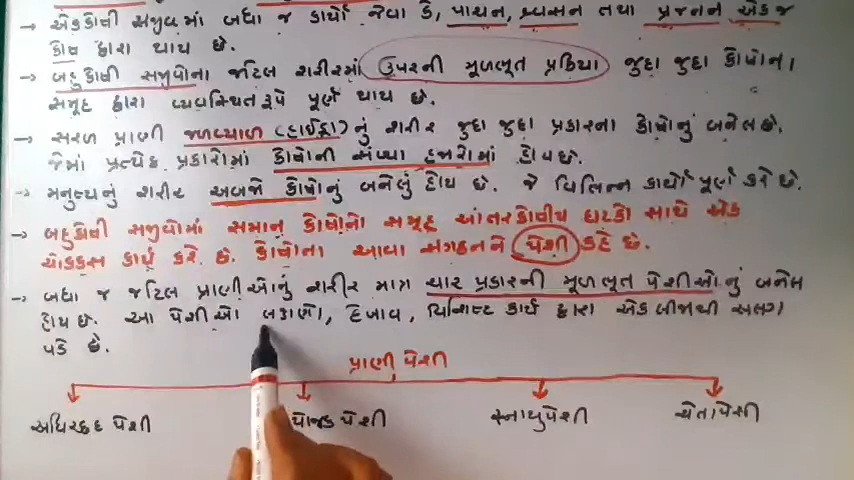 → એકકોષી સજીવમાં બધા જ કાર્યો જેવા કે, પાચન, શ્વસન તથા પ્રજનન એક જ
કોષ દ્વારા થાય છે.
→ બહુકોષી સજીવોના જટિલ શરીરમાં ઉપરની મૂળભૂત પ્રક્રિયા જુદા જુદા કોષોના
સમૂહ દ્વારા વ્યવસ્થિત રૂપે પૂર્ણ થાય છે.
→ સરળ પ્રાણી જળવ્યાળ (હાઈડ્રા)નું શરીર જુદા જુદા પ્રકારના કોષોનું બનેલ છે.
જેમાં પ્રત્યેક પ્રકારોમાં કોષોની સંખ્યા હજારોમાં હોય છે.
→ મનુષ્યનું શરીર અબજો કોષોનું બનેલું હોય છે. જે વિભિન્ન કાર્યો પૂર્ણ કરે છે.
→ બહુકોષી સજીવોમાં સમાન કોષોનો સમૂહ આંતરકોષીય ઘટકો સાથે એક
ચોકકસ કાર્ય કરે છે. કોષોના આવા સંગઠનને પેશી કહે છે.
→ બધા જ જટિલ પ્રાણીઓનું શરીર માત્ર ચાર પ્રકારની મૂળભૂત પેશીઓનું બનેલ
હોય છે. આ પેશીઓ બંધારણ, દેખાવ, વિશિષ્ટ કાર્ય દ્વારા એકબીજાથી અલગ
પડે છે.
પ્રાણી પેશી
અધિચ્છદ પેશી યોજક પેશી સ્નાયુપેશી ચેતાપેશી